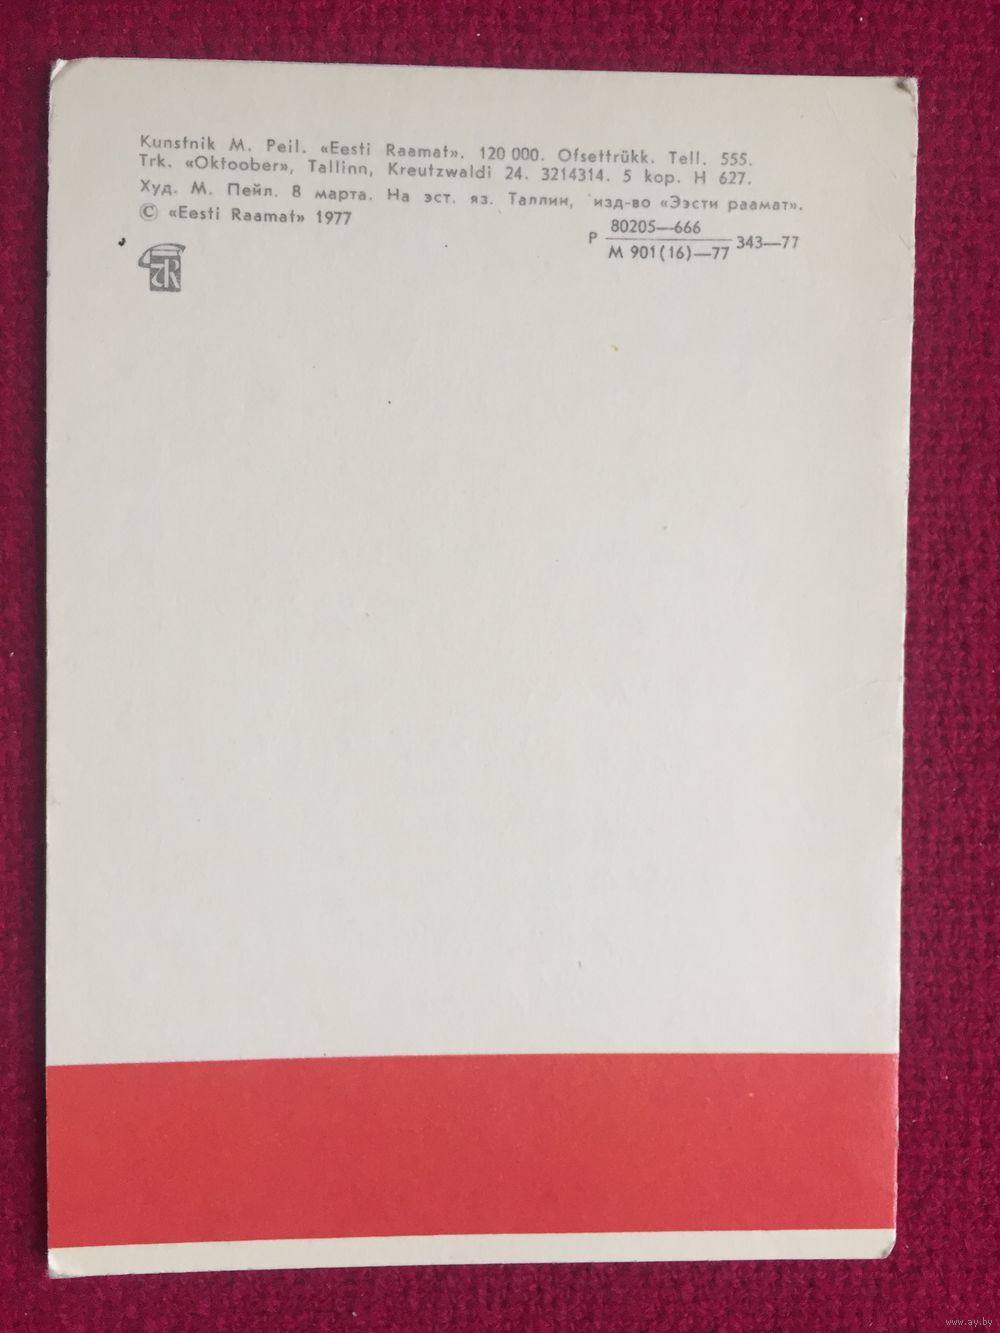 Kunstnik M. Peil. «Eesti Raamat». 120 000. Ofsettrükk. Tell. 555.
Trk. «Oktoober», Tallinn, Kreutzwaldi 24. 3214314. 5 kop. H 627.
Худ. М. Пейл. 8 марта. На эст. яз. Таллин, изд-во «Ээсти раамат».
© «Eesti Raamat» 1977
80205—666
Р 343—77
М 901(16)—77
www.ay.by